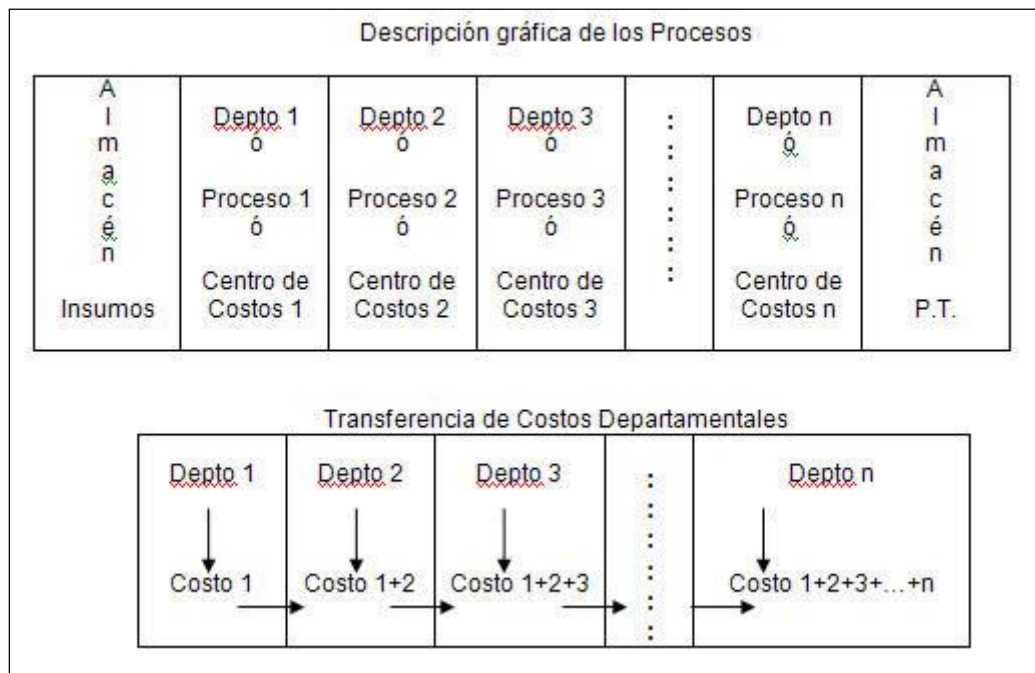 Descripción gráfica de los Procesos
A
l
m
a
c
é
n
Insumos
Depto 1
ó
Proceso 1
ó
Centro de
Costos 1
Depto 2
ó
Proceso 2
ó
Centro de
Costos 2
Depto 3
ó
Proceso 3
ó
Centro de
Costos 3
:
:
:
:
:
Depto n
ó
Proceso n
ó
Centro de
Costos n
A
l
m
a
c
é
n
P.T.
Transferencia de Costos Departamentales
Depto 1
Costo 1
Depto 2
Costo 1+2
Depto 3
Costo 1+2+3
:
:
:
:
:
:
Depto n
Costo 1+2+3+…+n